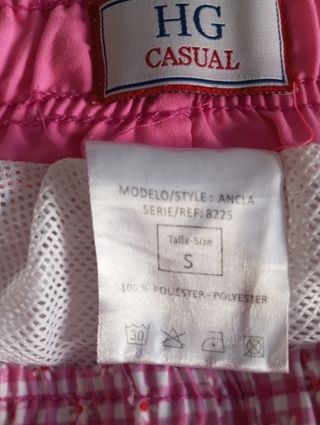 HG
CASUAL
MODELO/STYLE: ANCLA
SERIE/REF: 8225
Talla-Size
S
100 % POLIESTER - POLYESTER
30